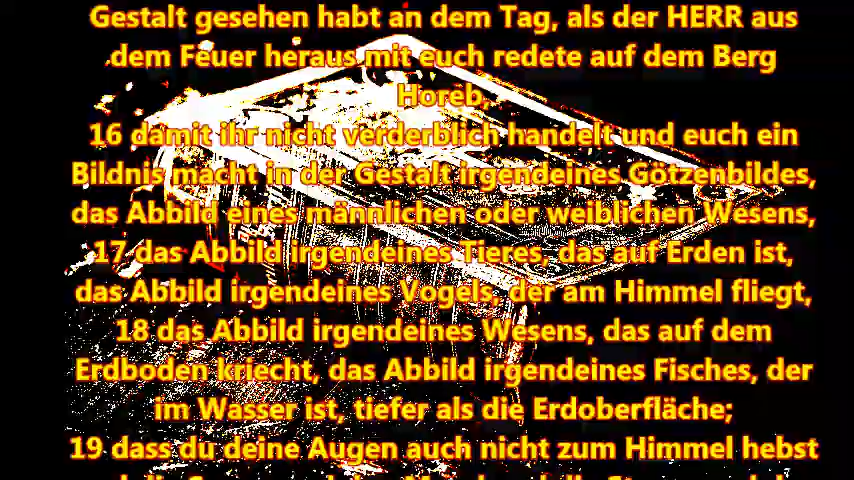 Gestalt gesehen habt an dem Tag, als der HERR aus
dem Feuer heraus mit euch redete auf dem Berg
Horeb,
16 damit ihr nicht verderblich handelt und euch ein
Bildnis macht in der Gestalt irgendeines Götzenbildes,
das Abbild eines männlichen oder weiblichen Wesens,
17 das Abbild irgendeines Tieres, das auf Erden ist,
das Abbild irgendeines Vogels, der am Himmel fliegt,
18 das Abbild irgendeines Wesens, das auf dem
Erdboden kriecht, das Abbild irgendeines Fisches, der
im Wasser ist, tiefer als die Erdoberfläche;
19 dass du deine Augen auch nicht zum Himmel hebst